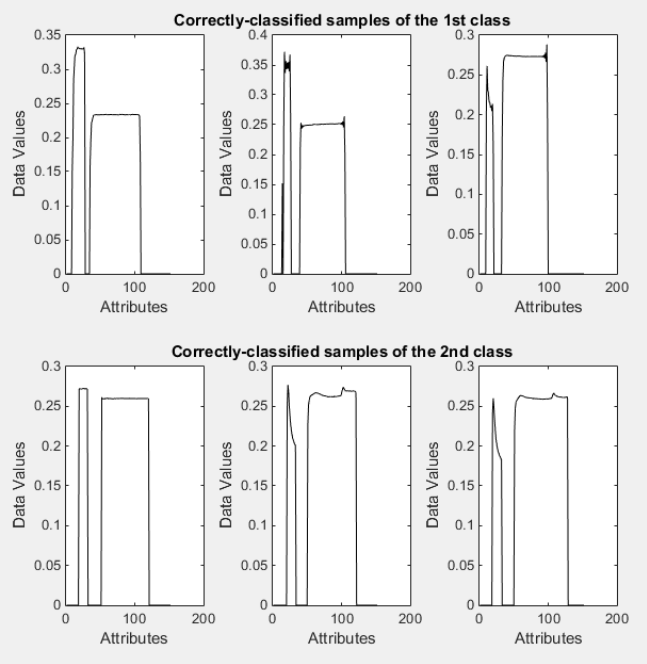 Correctly-classified samples of the 1st class
0.35 0.4 0.3
0.3 0.35 0.25
0.25 0.3 0.2
0.2 0.25 0.15
0.15 0.2 0.1
0.1 0.15 0.05
0.05 0.1 0
0 0.05
0
Data Values Data Values Data Values
0 100 200 0 100 200 0 100 200
Attributes Attributes Attributes
Correctly-classified samples of the 2nd class
0.3 0.3 0.3
0.25 0.25 0.25
0.2 0.2 0.2
0.15 0.15 0.15
0.1 0.1 0.1
0.05 0.05 0.05
0 0 0
Data Values Data Values Data Values
0 100 200 0 100 200 0 100 200
Attributes Attributes Attributes